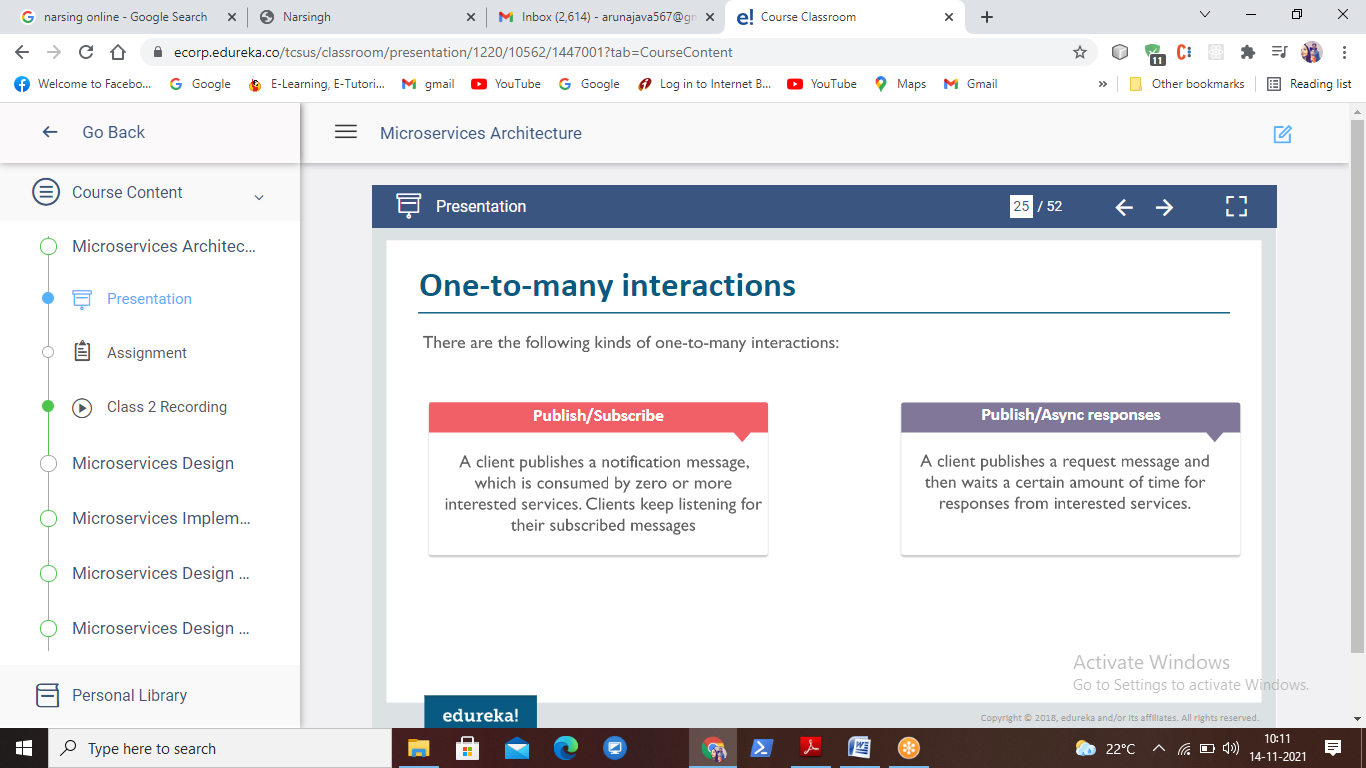 narsing online - Google Search
Narsingh
Inbox (2,614) - arunajava567@gm
Course Classroom
ecorp.edureka.co/tcsus/classroom/presentation/1220/10562/1447001?tab=CourseContent
11
Welcome to Facebo...
Google
E-Learning, E-Tutori...
gmail
YouTube
Google
Log in to Internet B...
YouTube
Maps
Gmail
»
Other bookmarks
Reading list
Go Back
Microservices Architecture
Course Content
Microservices Architec...
Presentation
Assignment
Class 2 Recording
Microservices Design
Microservices Implem...
Microservices Design ...
Microservices Design ...
Personal Library
Presentation
25 / 52
One-to-many interactions
There are the following kinds of one-to-many interactions:
Publish/Subscribe
A client publishes a notification message,
which is consumed by zero or more
interested services. Clients keep listening for
their subscribed messages
Publish/Async responses
A client publishes a request message and
then waits a certain amount of time for
responses from interested services.
Activate Windows
Go to Settings to activate Windows.
edureka!
Copyright © 2018, edureka and/or its affiliates. All rights reserved.
Type here to search
22°C
10:11
14-11-2021